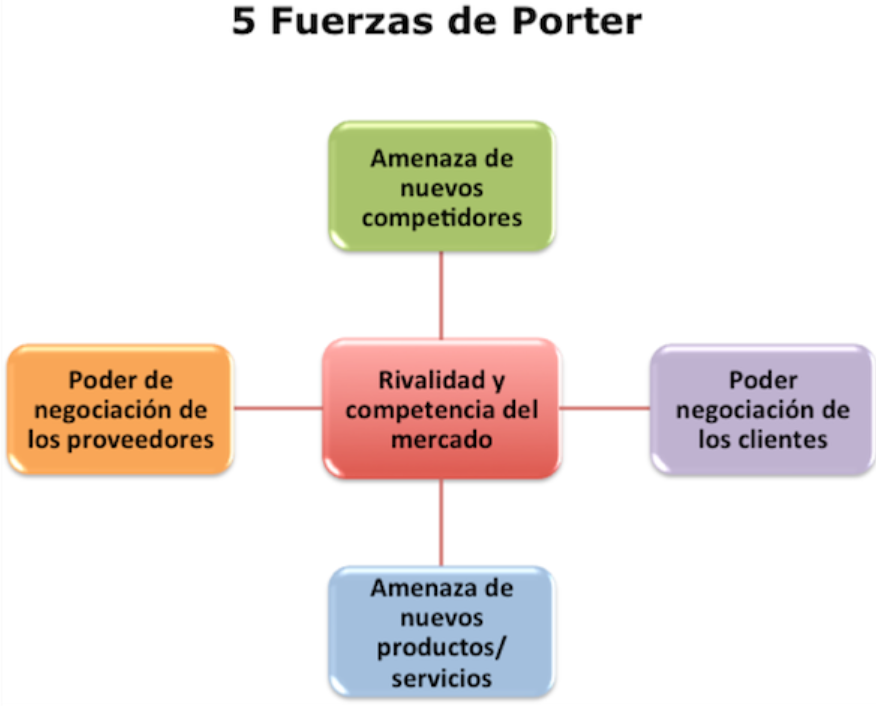 5 Fuerzas de Porter
Amenaza de
nuevos
competidores
Poder de
negociación de
los proveedores
Rivalidad y
competencia del
mercado
Poder
negociación de
los clientes
Amenaza de
nuevos
productos/
servicios